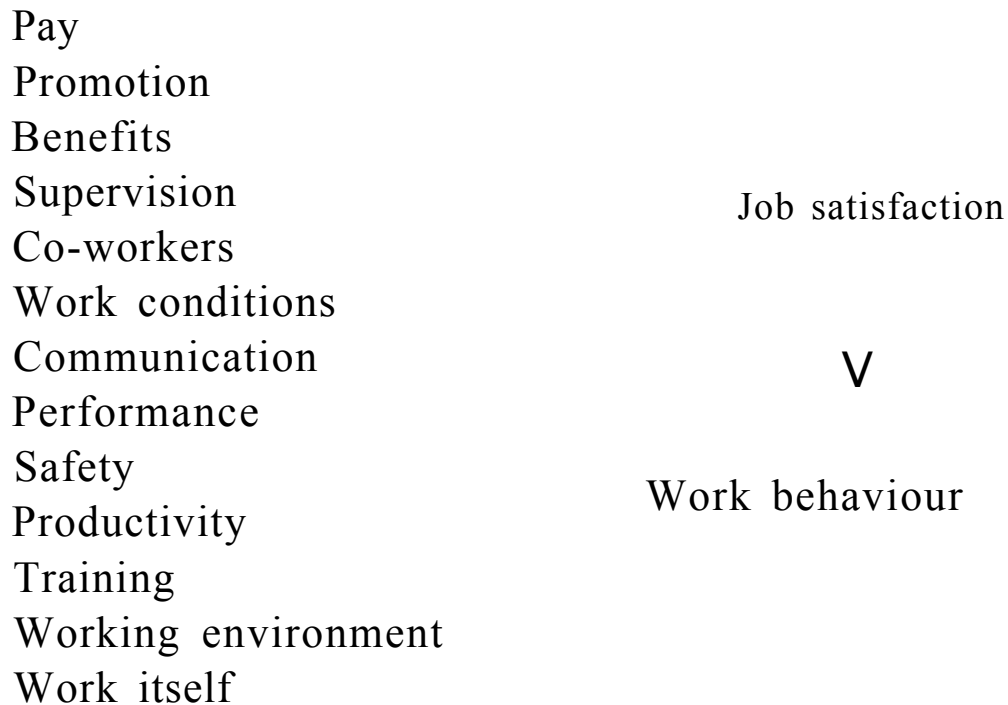 Pay
Promotion
Benefits
Supervision
Co-workers
Work conditions
Communication
Performance
Safety
Productivity
Training
Working environment
Work itself
Job satisfaction
V
Work behaviour